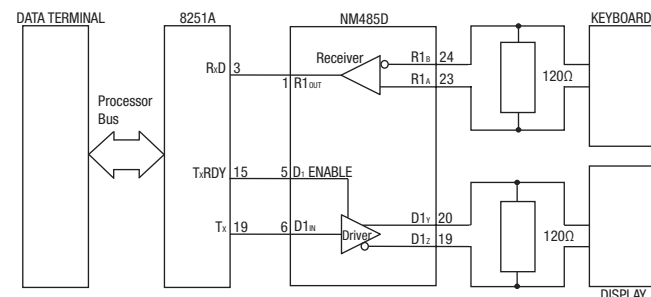 DATA TERMINAL 8251A NM485D KEYBOARD
Receiver R1B 24
RxD 3 R1A 23 120Ω
1 R1OUT
Processor
Bus
TxRDY 15 5 D1 ENABLE
Tx 19 6 D1IN Driver D1Y 20
D1Z 19 120Ω
DISPLAY